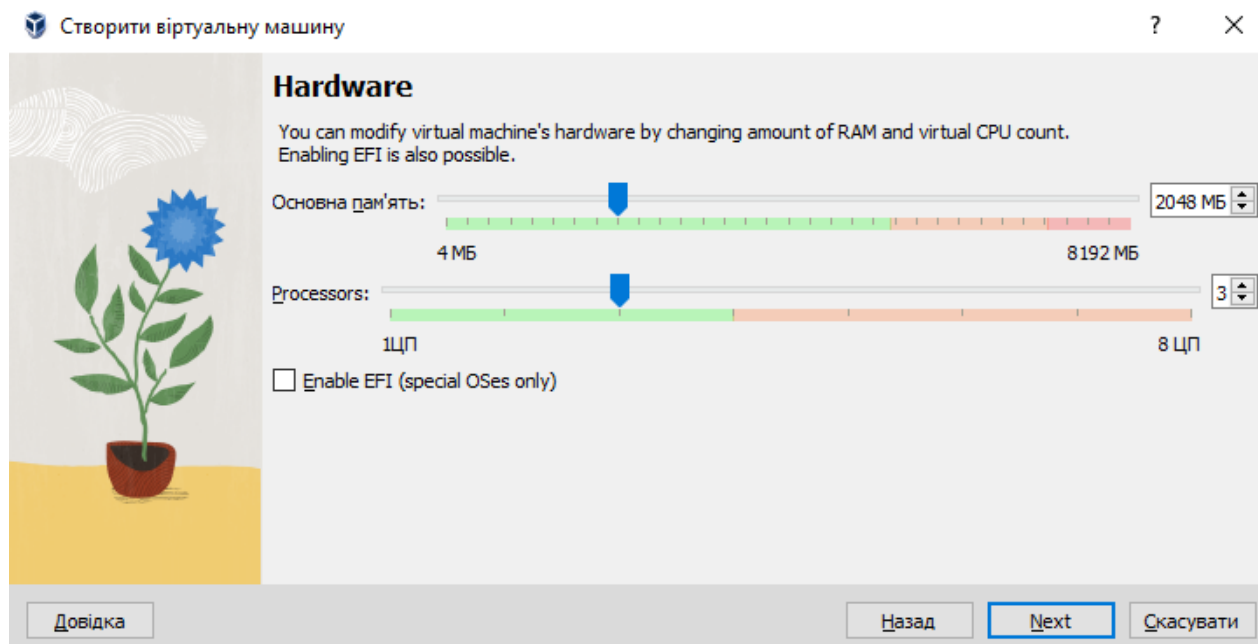 Створити віртуальну машину
?
Hardware
You can modify virtual machine's hardware by changing amount of RAM and virtual CPU count.
Enabling EFI is also possible.
Основна пам'ять:
2048 МБ
4 МБ
8192 МБ
Processors:
3
1ЦП
8 ЦП
Enable EFI (special OSes only)
Довідка
Назад
Next
Скасувати